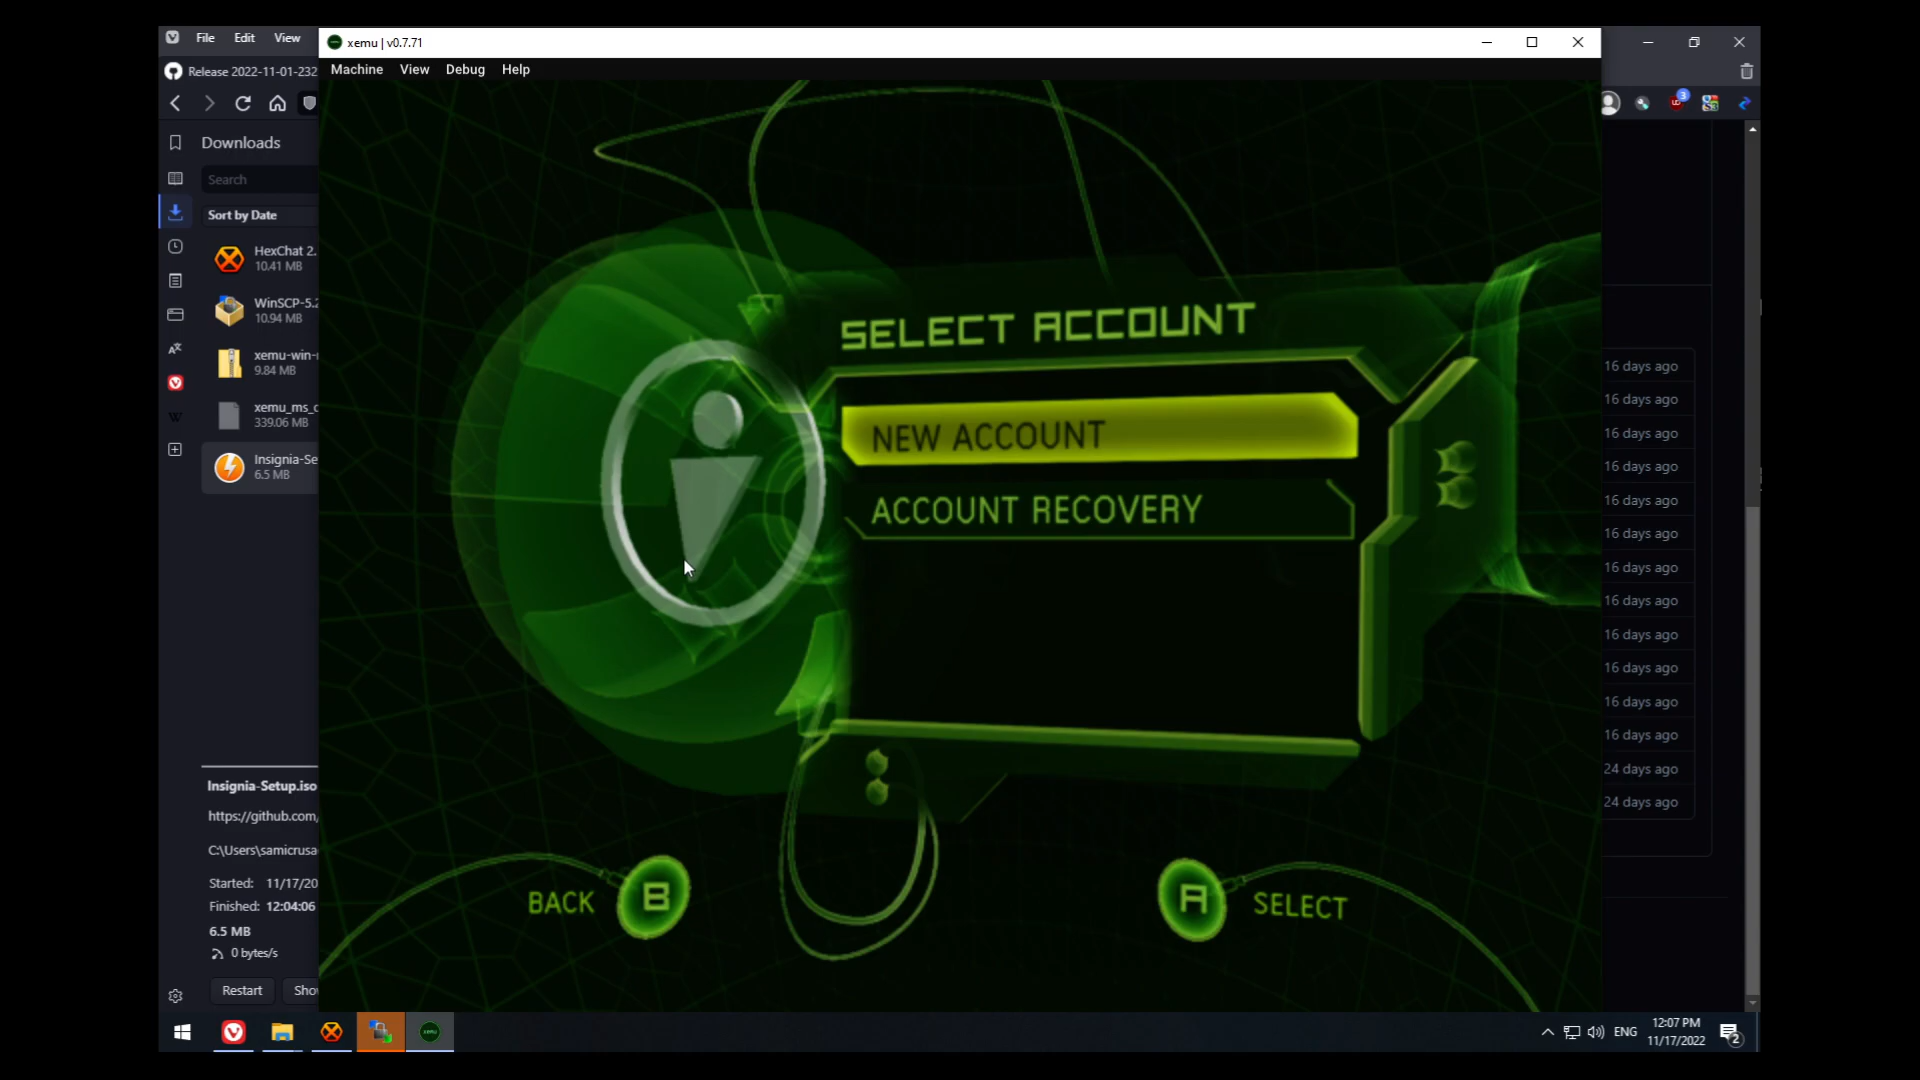 File Edit View
xemu | v0.7.71
Release 2022-11-01-232
Machine View Debug Help
3
Downloads
Search
Sort by Date
HexChat 2.
10.41 MB
WinSCP-5.2
10.94 MB
xemu-win-
9.84 MB
xemu_ms_
339.06 MB
Insignia-Se
6.5 MB
SELECT ACCOUNT
NEW ACCOUNT
ACCOUNT RECOVERY
BACK B
A SELECT
16 days ago
16 days ago
16 days ago
16 days ago
16 days ago
16 days ago
16 days ago
16 days ago
16 days ago
16 days ago
16 days ago
16 days ago
24 days ago
24 days ago
Insignia-Setup.iso
https://github.com/
C:\Users\samicrusa
Started: 11/17/20
Finished: 12:04:06
6.5 MB
0 bytes/s
Restart Sho
xemu
ENG
12:07 PM
11/17/2022
2